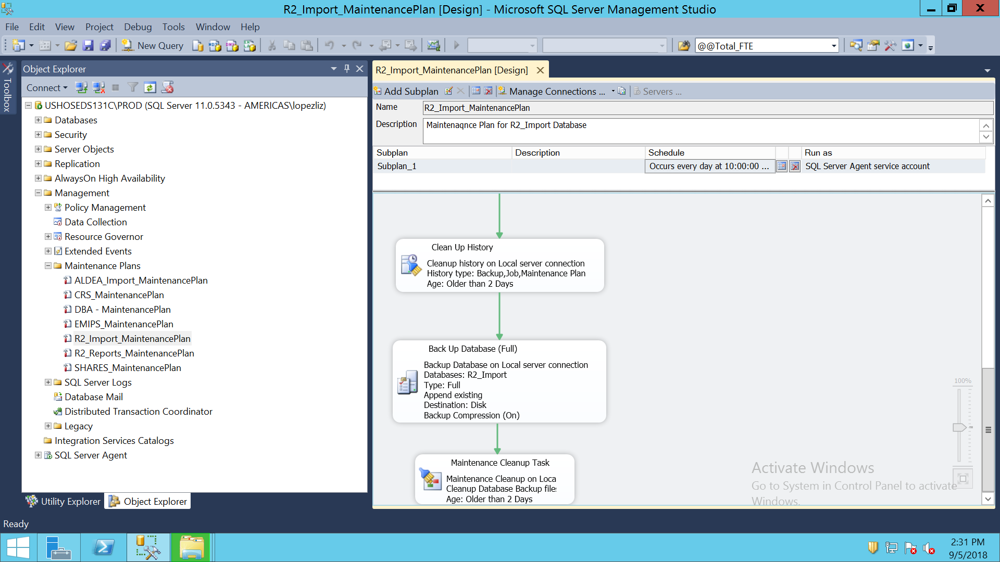 R2_Import_MaintenancePlan [Design] - Microsoft SQL Server Management Studio
File Edit View Project Debug Tools Window Help
New Query
@@Total_FTE
Toolbox
Object Explorer
Connect
USHOSEDS131C\PROD (SQL Server 11.0.5343 - AMERICAS\lopezliz)
Databases
Security
Server Objects
Replication
AlwaysOn High Availability
Management
Policy Management
Data Collection
Resource Governor
Extended Events
Maintenance Plans
ALDEA_Import_MaintenancePlan
CRS_MaintenancePlan
DBA - MaintenancePlan
EMIPS_MaintenancePlan
R2_Import_MaintenancePlan
R2_Reports_MaintenancePlan
SHARES_MaintenancePlan
SQL Server Logs
Database Mail
Distributed Transaction Coordinator
Legacy
Integration Services Catalogs
SQL Server Agent
Utility Explorer
Object Explorer
R2_Import_MaintenancePlan [Design]
Add Subplan
Manage Connections ...
Servers ...
Name
R2_Import_MaintenancePlan
Description
Maintenaqnce Plan for R2_Import Database
Subplan Description Schedule Run as
Subplan_1 Occurs every day at 10:00:00 ... SQL Server Agent service account
Clean Up History
Cleanup history on Local server connection
History type: Backup,Job,Maintenance Plan
Age: Older than 2 Days
Back Up Database (Full)
Backup Database on Local server connection
Databases: R2_Import
Type: Full
Append existing
Destination: Disk
Backup Compression (On)
Maintenance Cleanup Task
Maintenance Cleanup on Loca
Cleanup Database Backup files
Age: Older than 2 Days
100%
Activate Windows
Go to System in Control Panel to activate
Windows.
Ready
2:31 PM
9/5/2018